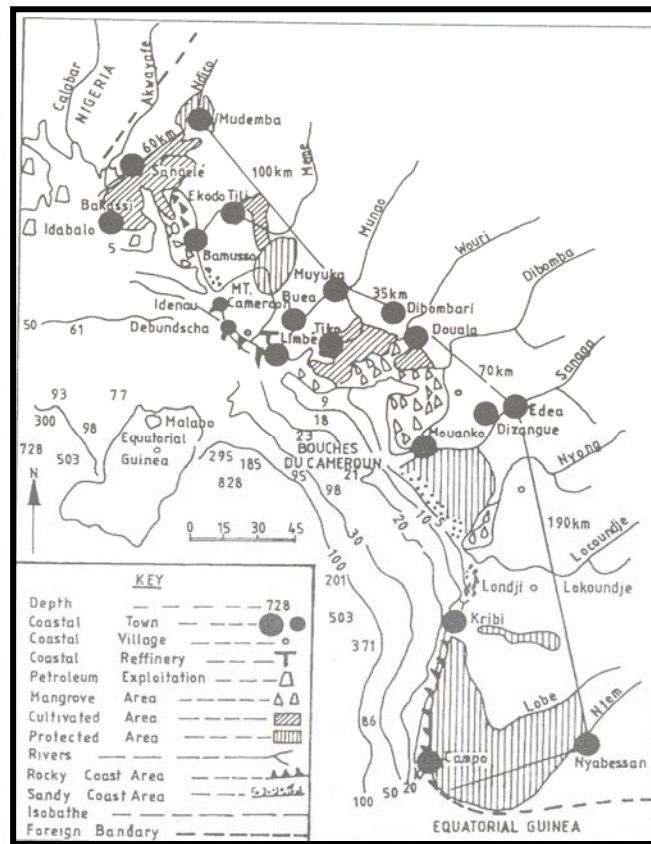 Calabar
NIGERIA
Akwayafe
Ndico
Mudemba
60km
Sanaelé
100km
Meme
Ekodo Tili
Bakassi
Idabalo
5
Bamusso
Mungo
Wouri
Dibomba
MT.
Cameroon
Muyuka
35km
Dibombari
Idenau
Buea
Tiko
Douala
50
61
Debundscha
Limbe
70km
Sanaga
93
77
300
98
9
18
Edea
Dizangue
Malabo
Equatorial
Guinea
728
503
23
BOUCHES
DU CAMEROUN
Mouanko
Nyong
N
295
185
828
95
98
21
20
10
5
190km
0 15 30 45
30
100
201
Locoundje
Londji
Lokoundje
503
371
Kribi
Lobe
Ntem
86
Campo
Nyabessan
100
50
20
EQUATORIAL GUINEA
KEY
Depth 728
Coastal Town
Coastal Village
Coastal Reffinery
Petroleum Exploitation
Mangrove Area
Cultivated Area
Protected Area
Rivers
Rocky Coast Area
Sandy Coast Area
Isobathe
Foreign Bandary